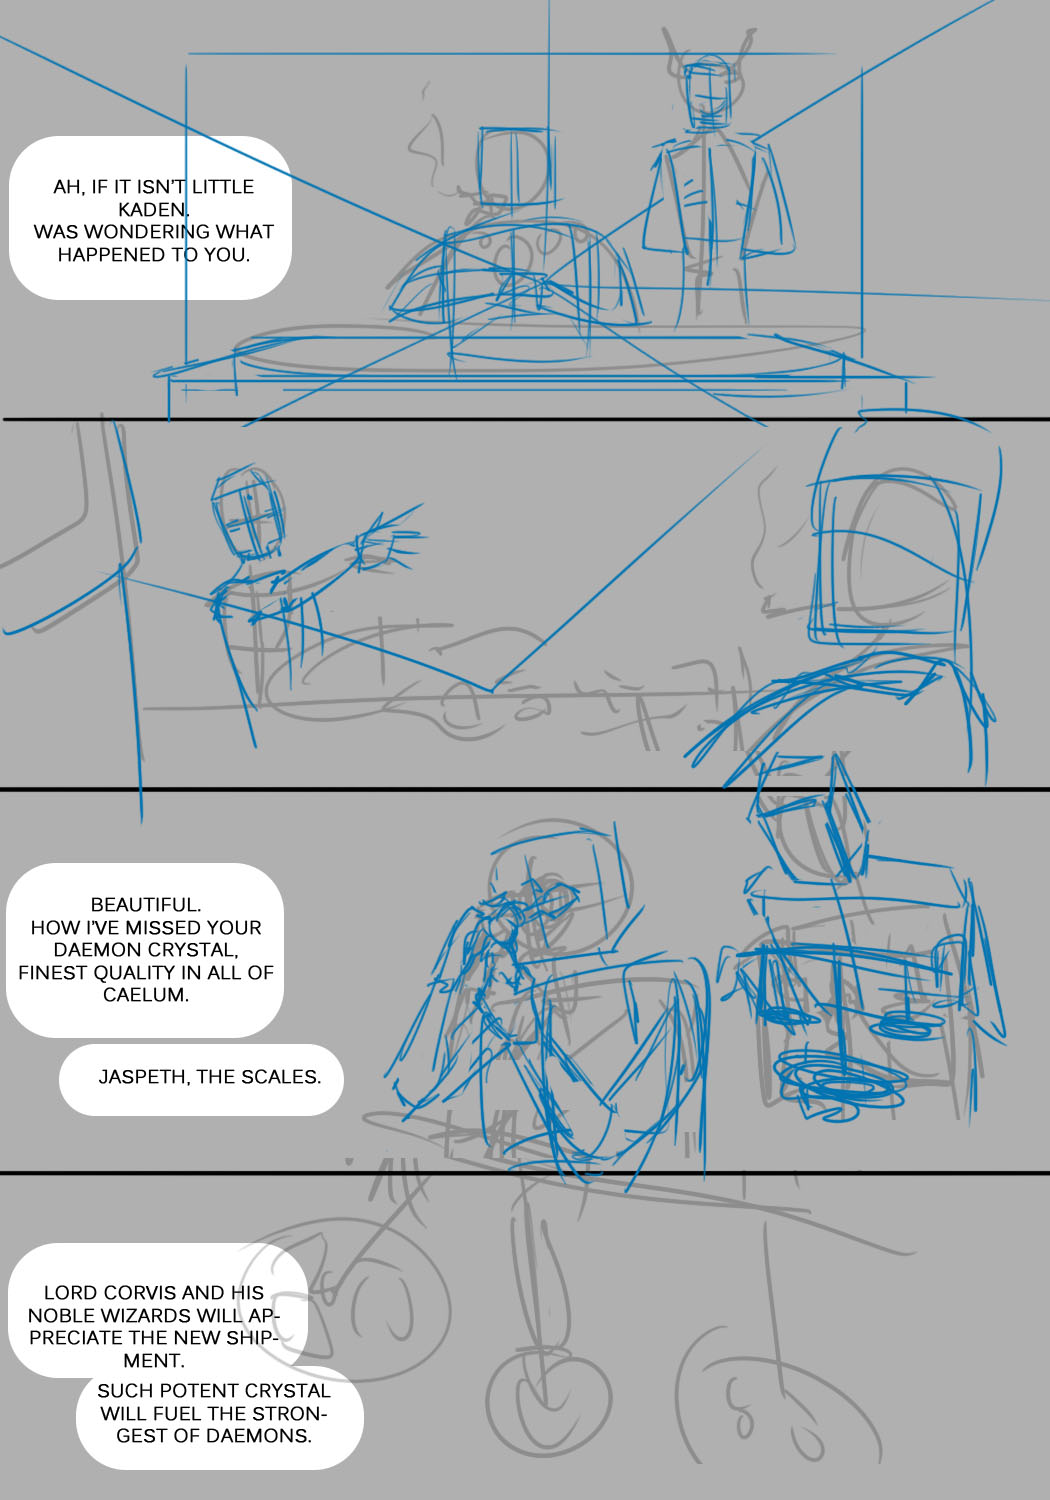 AH, IF IT ISN'T LITTLE
KADEN.
WAS WONDERING WHAT
HAPPENED TO YOU.
BEAUTIFUL.
HOW I'VE MISSED YOUR
DAEMON CRYSTAL,
FINEST QUALITY IN ALL OF
CAELUM.
JASPETH, THE SCALES.
LORD CORVIS AND HIS
NOBLE WIZARDS WILL AP-
PRECIATE THE NEW SHIP-
MENT.
SUCH POTENT CRYSTAL
WILL FUEL THE STRON-
GEST OF DAEMONS.